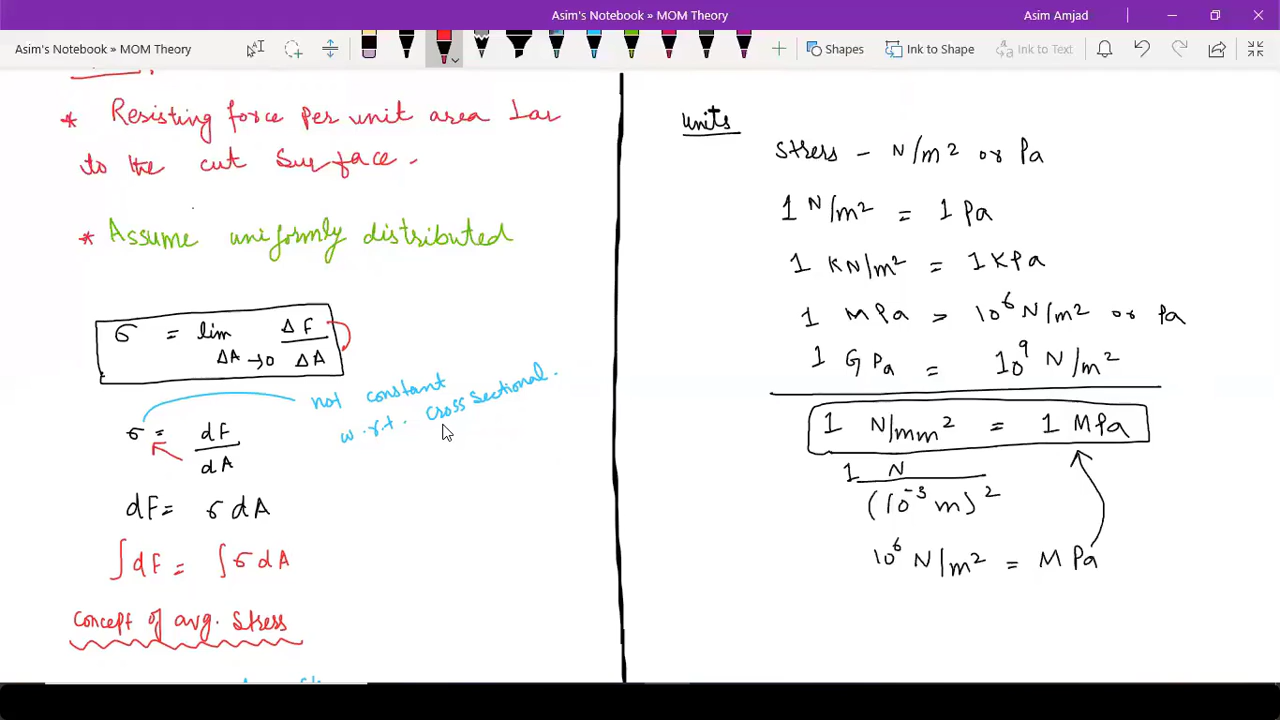 Asim's Notebook » MOM Theory
Asim Amjad
Asim's Notebook » MOM Theory
Shapes
Ink to Shape
Ink to Text
* Resisting force per unit area ⊥ar
to the cut surface.
* Assume uniformly distributed
σ = lim ΔA→0 ΔF/ΔA
not constant
w.r.t. cross sectional.
σ = dF/dA
dF = σ dA
∫dF = ∫σ dA
Concept of avg. stress
units
Stress - N/m² or Pa
1 N/m² = 1 Pa
1 KN/m² = 1 KPa
1 MPa = 10⁶ N/m² or Pa
1 GPa = 10⁹ N/m²
1 N/mm² = 1 MPa
1 N/(10⁻³ m)²
10⁶ N/m² = MPa